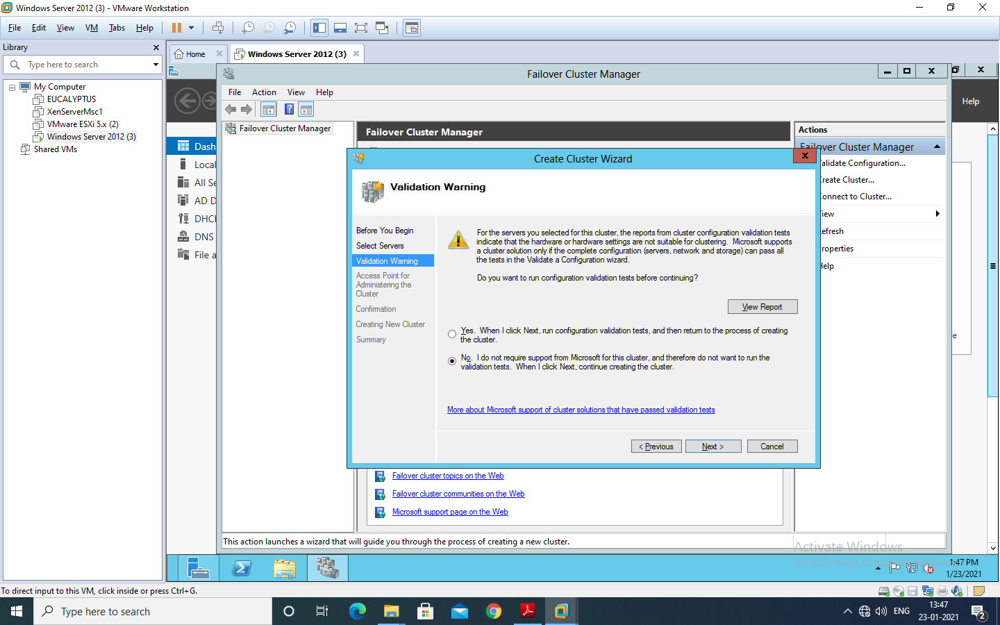 Windows Server 2012 (3) - VMware Workstation
File Edit View VM Tabs Help
Library
Type here to search
My Computer
EUCALYPTUS
XenServerMsc1
VMware ESXi 5.x (2)
Windows Server 2012 (3)
Shared VMs
Home
Windows Server 2012 (3)
Failover Cluster Manager
File Action View Help
Help
Failover Cluster Manager
Failover Cluster Manager
Actions
Failover Cluster Manager
alidate Configuration...
reate Cluster...
onnect to Cluster...
iew
efresh
roperties
elp
Dash
Local
All Se
AD D
DHC
DNS
File a
Create Cluster Wizard
Validation Warning
Before You Begin
Select Servers
Validation Warning
Access Point for
Administering the
Cluster
Confirmation
Creating New Cluster
Summary
For the servers you selected for this cluster, the reports from cluster configuration validation tests
indicate that the hardware or hardware settings are not suitable for clustering. Microsoft supports
a cluster solution only if the complete configuration (servers, network and storage) can pass all
the tests in the Validate a Configuration wizard.
Do you want to run configuration validation tests before continuing?
View Report
Yes. When I click Next, run configuration validation tests, and then return to the process of creating
the cluster.
No. I do not require support from Microsoft for this cluster, and therefore do not want to run the
validation tests. When I click Next, continue creating the cluster.
More about Microsoft support of cluster solutions that have passed validation tests
< Previous
Next >
Cancel
e
Failover cluster topics on the Web
Failover cluster communities on the Web
Microsoft support page on the Web
This action launches a wizard that will guide you through the process of creating a new cluster.
Activate Windows
Go to Settings to
1:47 PM
1/23/2021
To direct input to this VM, click inside or press Ctrl+G.
Type here to search
ENG
13:47
23-01-2021
2